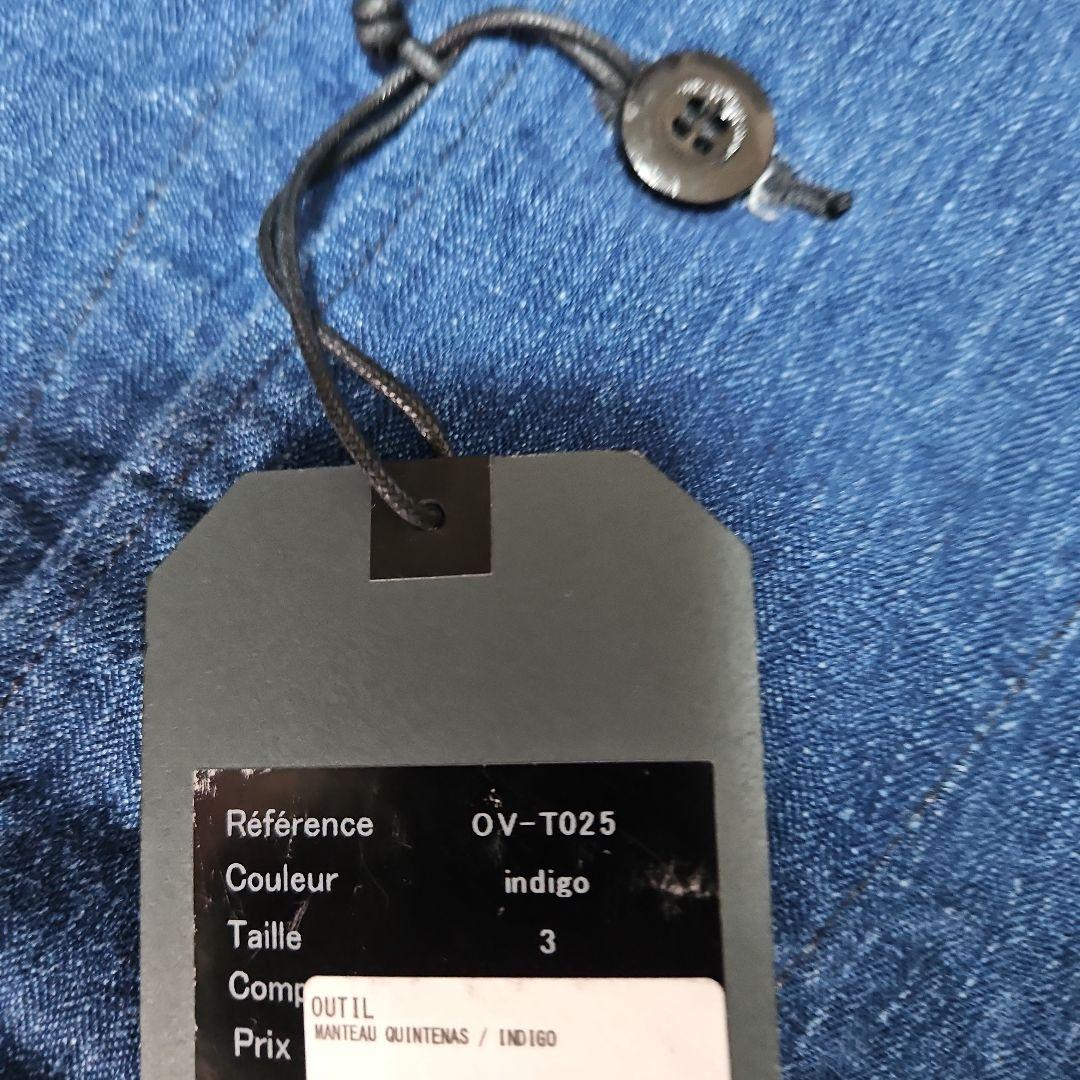 Référence OV-T025
Couleur indigo
Taille 3
Comp
Prix
OUTIL
MANTEAU QUINTENAS / INDIGO